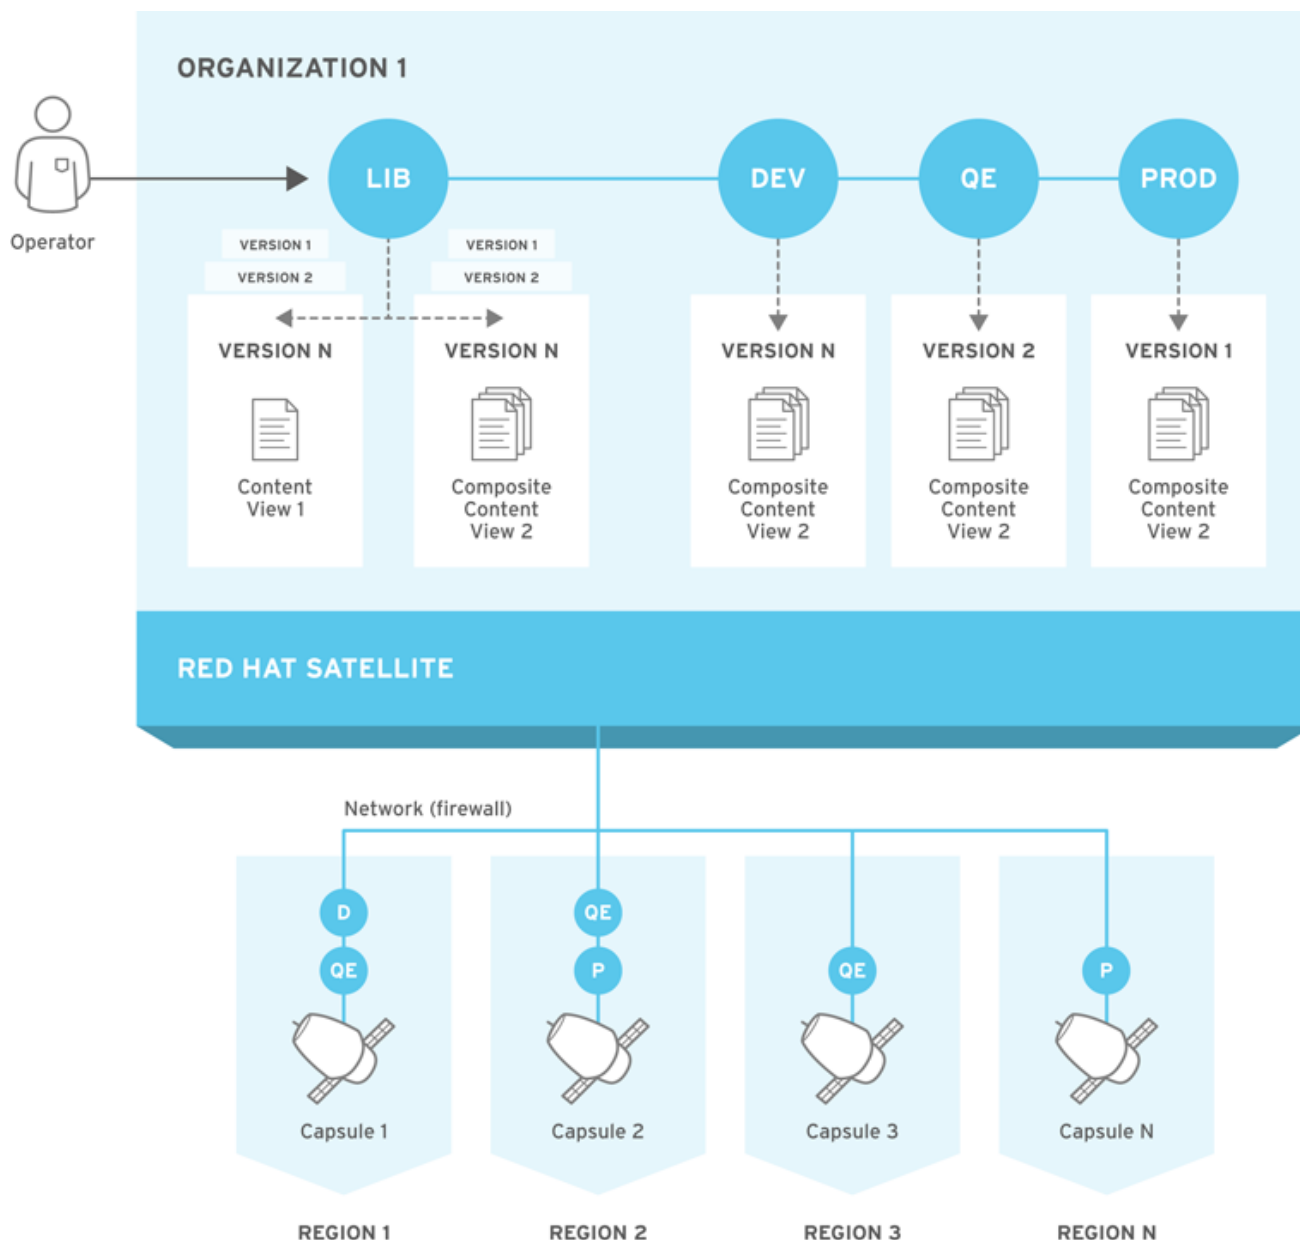 ORGANIZATION 1
LIB
DEV
QE
PROD
Operator
VERSION 1
VERSION 2
VERSION N
Content
View 1
VERSION 1
VERSION 2
VERSION N
Composite
Content
View 2
VERSION N
Composite
Content
View 2
VERSION 2
Composite
Content
View 2
VERSION 1
Composite
Content
View 2
RED HAT SATELLITE
Network (firewall)
D
QE
Capsule 1
REGION 1
QE
P
Capsule 2
REGION 2
QE
Capsule 3
REGION 3
P
Capsule N
REGION N